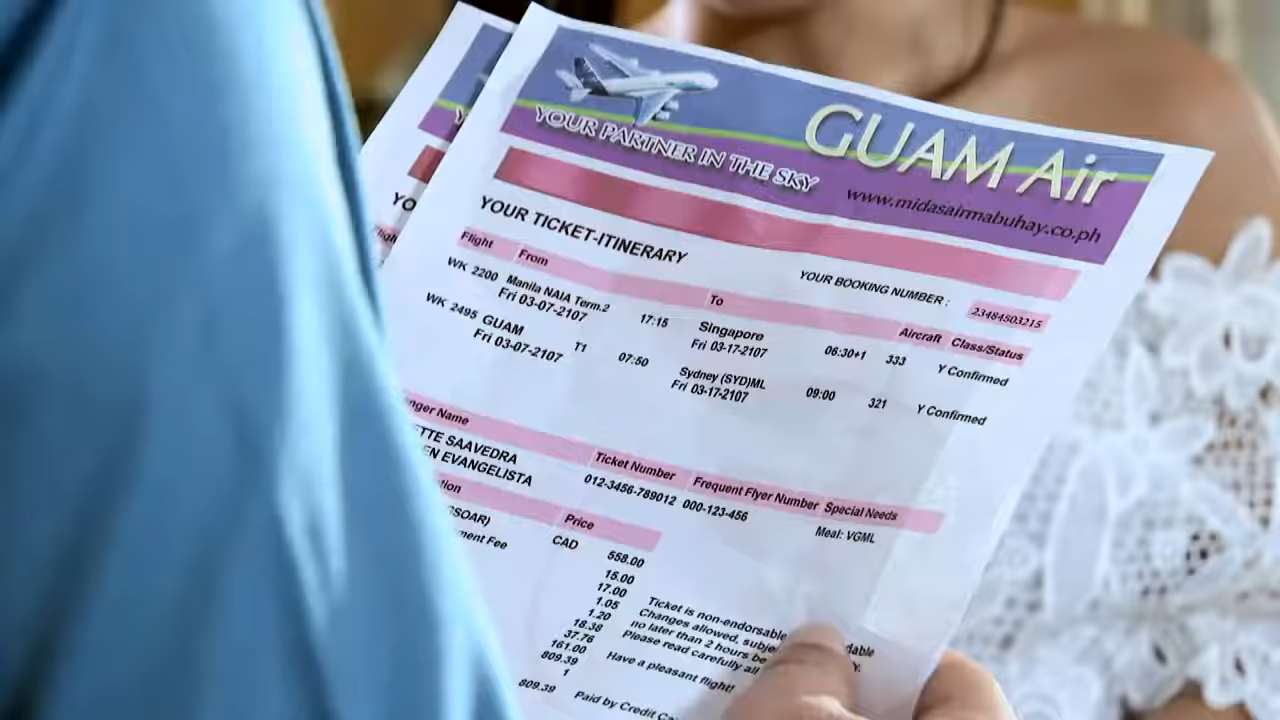 GUAM Air
YOUR PARTNER IN THE SKY
www.midasairmabuhay.co.ph
YOUR TICKET-ITINERARY
YOUR BOOKING NUMBER : 23484503215
Flight From To Aircraft Class/Status
WK 2200 Manila NAIA Term.2 17:15 Singapore 06:30+1 333 Y Confirmed
Fri 03-07-2107 Fri 03-17-2107
WK 2495 GUAM T1 07:50 Sydney (SYD)ML 09:00 321 Y Confirmed
Fri 03-07-2107 Fri 03-17-2107
Name Ticket Number Frequent Flyer Number Special Needs
SAAVEDRA 012-3456-789012 000-123-456 Meal: VGML
EVANGELISTA
Price
CAD 558.00
Fee
15.00
17.00
1.05 Ticket is non-endorsable
1.20 Changes allowed,
18.38 no later than 2 hours
37.76 Please read carefully all
161.00
809.39 Have a pleasant flight!
1
809.39 Paid by Credit
YO